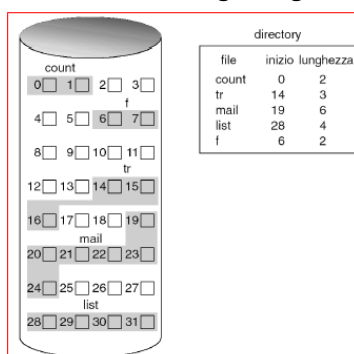 directory
file inizio lunghezza
count 0 2
tr 14 3
mail 19 6
list 28 4
f 6 2
count
0 1 2 3
f
4 5 6 7
8 9 10 11
tr
12 13 14 15
16 17 18 19
mail
20 21 22 23
24 25 26 27
list
28 29 30 31